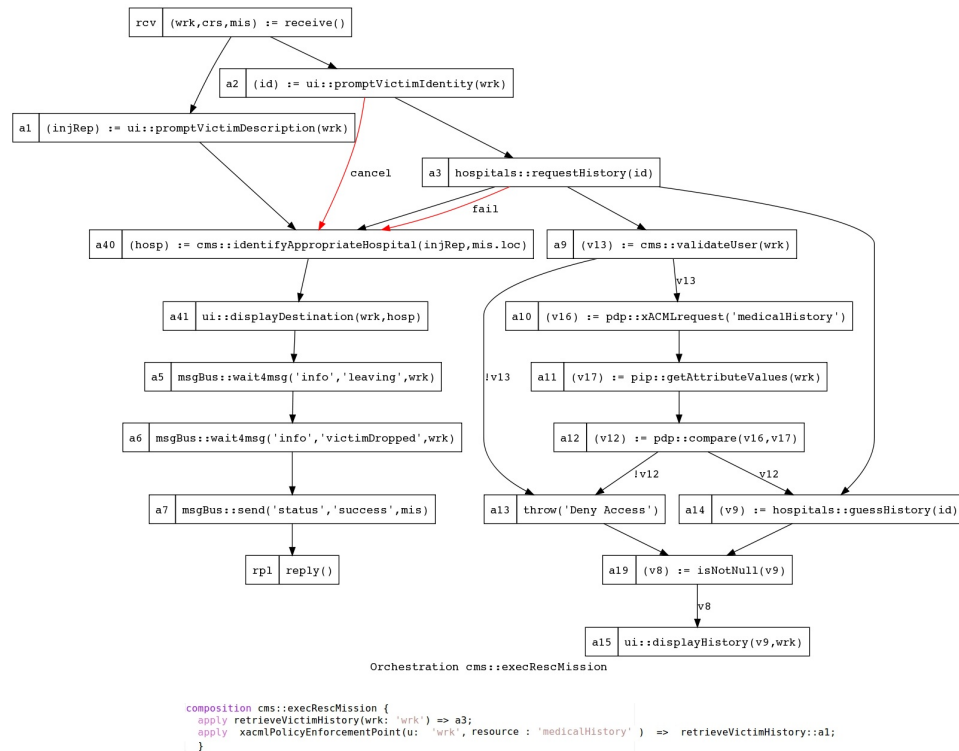 rcv (wrk,crs,mis) := receive()
a2 (id) := ui::promptVictimIdentity(wrk)
a1 (injRep) := ui::promptVictimDescription(wrk)
cancel
a3 hospitals::requestHistory(id)
fail
a40 (hosp) := cms::identifyAppropriateHospital(injRep,mis.loc)
a9 (v13) := cms::validateUser(wrk)
v13
a41 ui::displayDestination(wrk,hosp)
a10 (v16) := pdp::xACMLrequest('medicalHistory')
!v13
a5 msgBus::wait4msg('info','leaving',wrk)
a11 (v17) := pip::getAttributeValues(wrk)
a6 msgBus::wait4msg('info','victimDropped',wrk)
a12 (v12) := pdp::compare(v16,v17)
!v12
v12
a7 msgBus::send('status','success',mis)
a13 throw('Deny Access')
a14 (v9) := hospitals::guessHistory(id)
rpl reply()
a19 (v8) := isNotNull(v9)
v8
a15 ui::displayHistory(v9,wrk)
Orchestration cms::execRescMission
composition cms::execRescMission {
apply retrieveVictimHistory(wrk: 'wrk') => a3;
apply xacmlPolicyEnforcementPoint(u: 'wrk', resource : 'medicalHistory' ) => retrieveVictimHistory::a1;
}